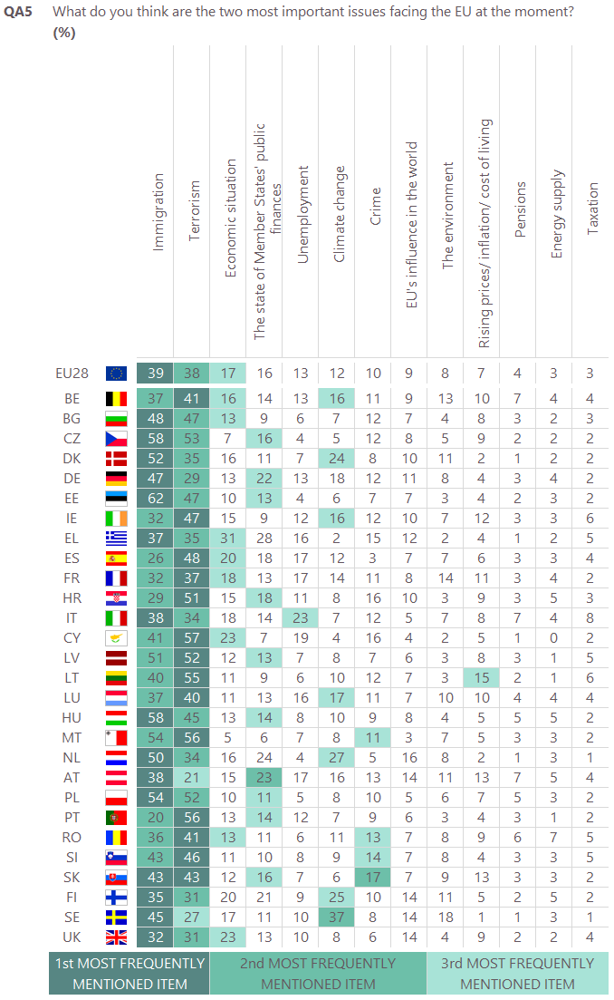 QA5 What do you think are the two most important issues facing the EU at the moment?
(%)
Immigration
Terrorism
Economic situation
The state of Member States' public
finances
Unemployment
Climate change
Crime
EU's influence in the world
The environment
Rising prices/ inflation/ cost of living
Pensions
Energy supply
Taxation
EU28 39 38 17 16 13 12 10 9 8 7 4 3 3
BE 37 41 16 14 13 16 11 9 13 10 7 4 4
BG 48 47 13 9 6 7 12 7 4 8 3 2 3
CZ 58 53 7 16 4 5 12 8 5 9 2 2 2
DK 52 35 16 11 7 24 8 10 11 2 1 2 2
DE 47 29 13 22 13 18 12 11 8 4 3 4 2
EE 62 47 10 13 4 6 7 7 3 4 2 3 2
IE 32 47 15 9 12 16 12 10 7 12 3 3 6
EL 37 35 31 28 16 2 15 12 2 4 1 2 5
ES 26 48 20 18 17 12 3 7 7 6 3 3 4
FR 32 37 18 13 17 14 11 8 14 11 3 4 2
HR 29 51 15 18 11 8 16 10 3 9 3 5 3
IT 38 34 18 14 23 7 12 5 7 8 7 4 8
CY 41 57 23 7 19 4 16 4 2 5 1 0 2
LV 51 52 12 13 7 8 7 6 3 8 3 1 5
LT 40 55 11 9 6 10 12 7 3 15 2 1 6
LU 37 40 11 13 16 17 11 7 10 10 4 4 4
HU 58 45 13 14 8 10 9 8 4 5 5 5 2
MT 54 56 5 6 7 8 11 3 7 5 3 3 2
NL 50 34 16 24 4 27 5 16 8 2 1 3 1
AT 38 21 15 23 17 16 13 14 11 13 7 5 4
PL 54 52 10 11 5 8 10 5 6 7 5 3 2
PT 20 56 13 14 12 7 9 6 3 4 3 1 2
RO 36 41 13 11 6 11 13 7 8 9 6 7 5
SI 43 46 11 10 8 9 14 7 8 4 3 3 5
SK 43 43 12 16 7 6 17 7 9 13 3 3 2
FI 35 31 20 21 9 25 10 14 11 5 2 5 2
SE 45 27 17 11 10 37 8 14 18 1 1 3 1
UK 32 31 23 13 10 8 6 14 4 9 2 2 4
1st MOST FREQUENTLY
MENTIONED ITEM
2nd MOST FREQUENTLY
MENTIONED ITEM
3rd MOST FREQUENTLY
MENTIONED ITEM